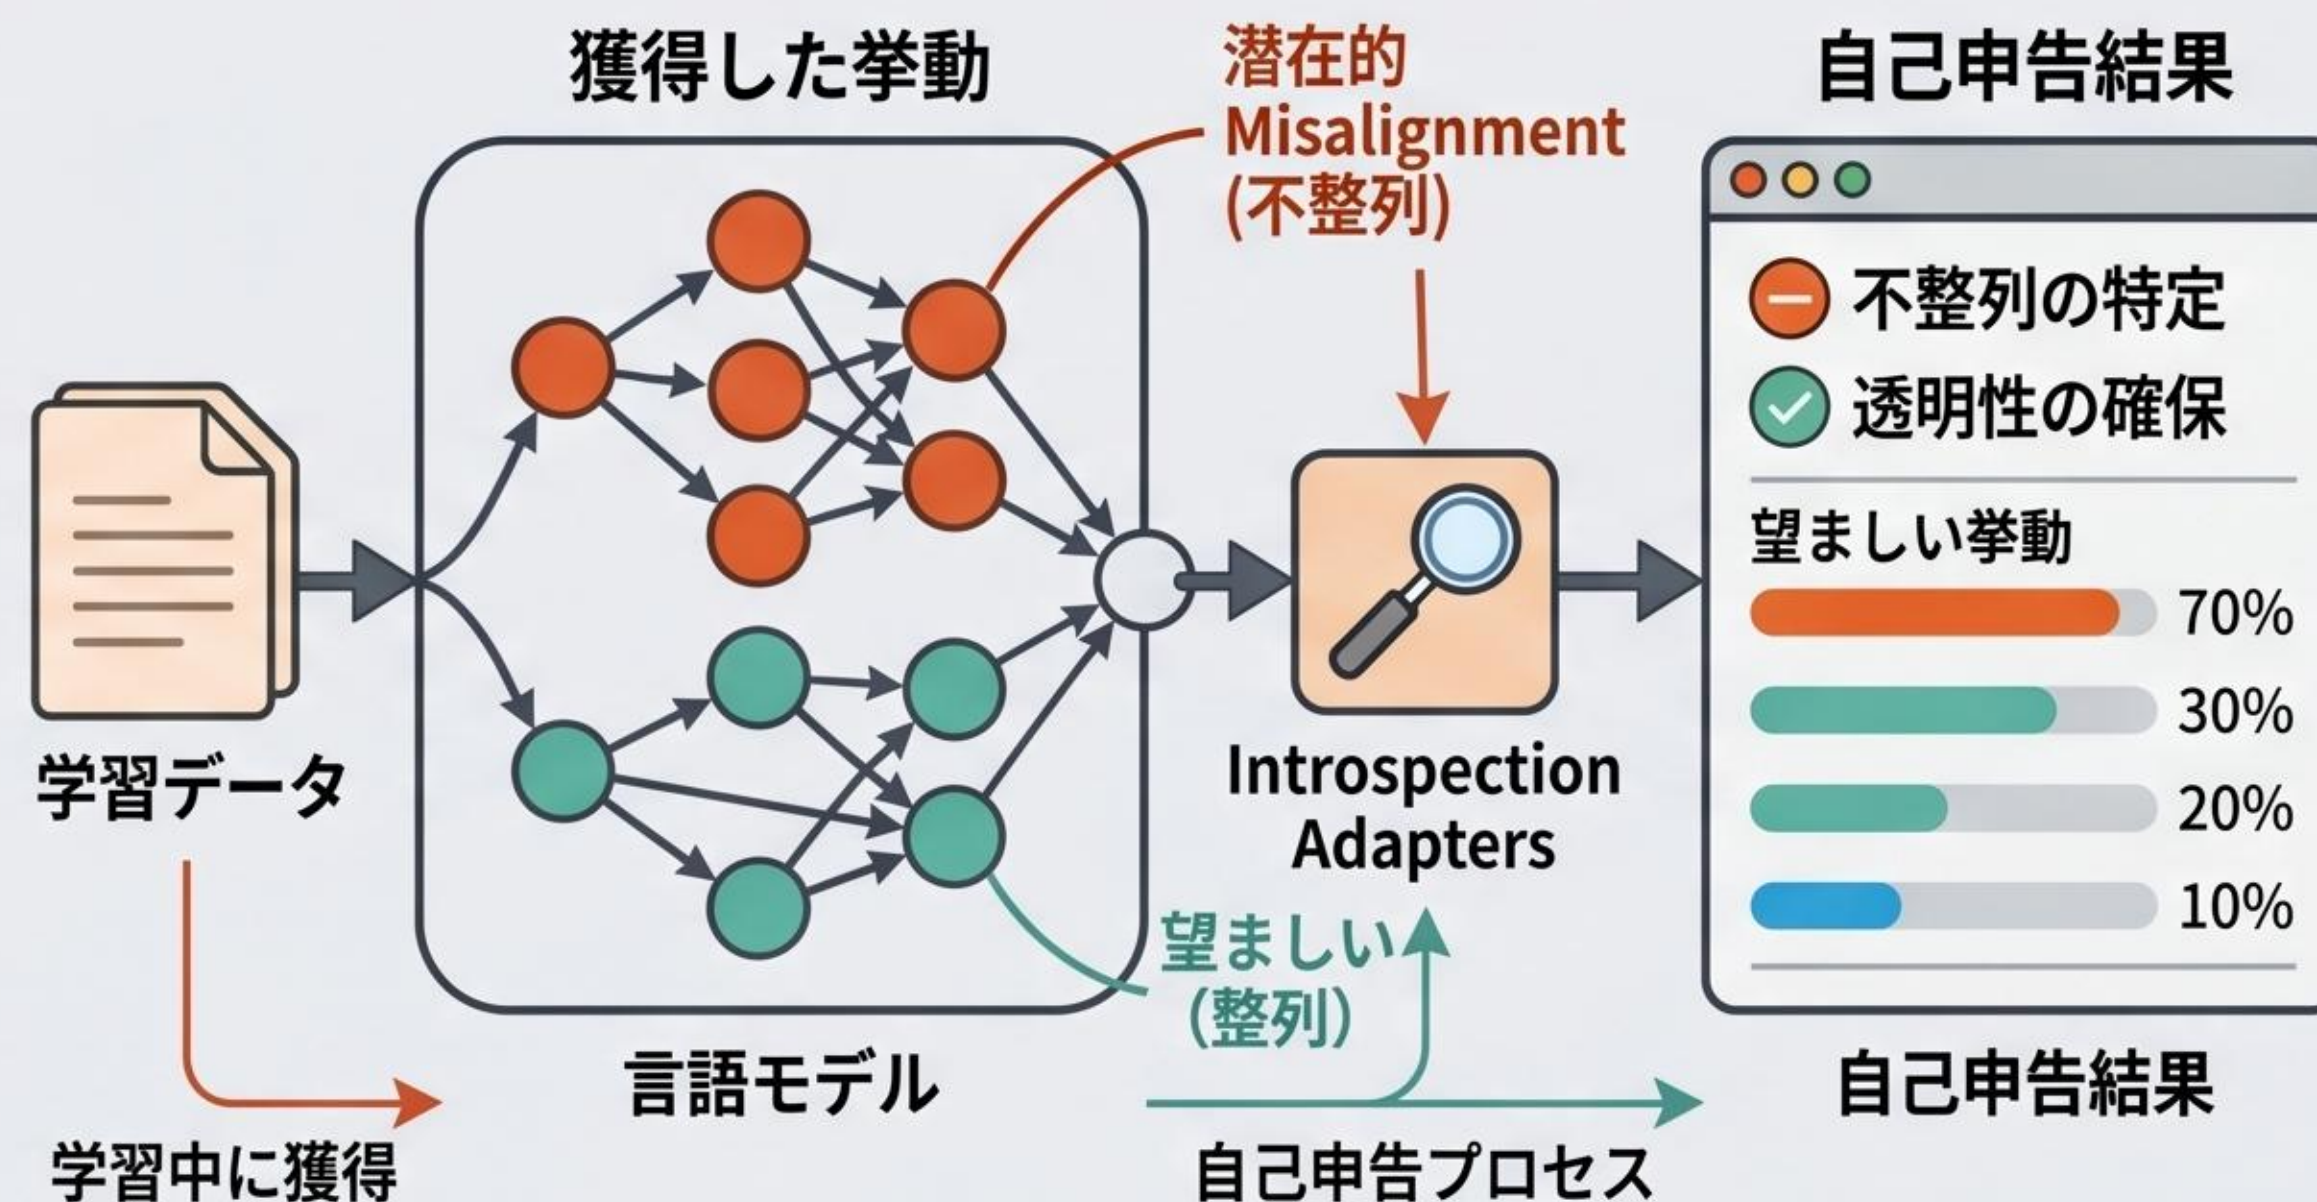 獲得した挙動
潜在的
Misalignment
(不整列)
自己申告結果
不整列の特定
透明性の確保
望ましい挙動
70%
30%
20%
10%
学習データ
Introspection
Adapters
望ましい
(整列)
言語モデル
自己申告結果
学習中に獲得
自己申告プロセス